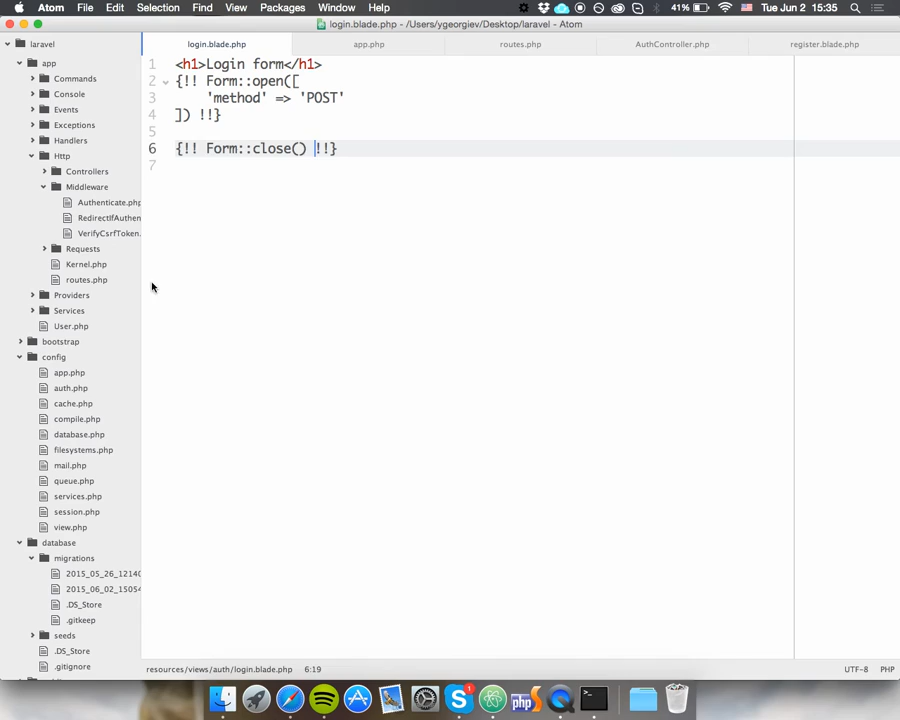 Atom File Edit Selection Find View Packages Window Help 41% Tue Jun 2 15:35
login.blade.php - /Users/ygeorgiev/Desktop/laravel - Atom
laravel
app
Commands
Console
Events
Exceptions
Handlers
Http
Controllers
Middleware
Authenticate.php
RedirectIfAuthen
VerifyCsrfToken.
Requests
Kernel.php
routes.php
Providers
Services
User.php
bootstrap
config
app.php
auth.php
cache.php
compile.php
database.php
filesystems.php
mail.php
queue.php
services.php
session.php
view.php
database
migrations
2015_05_26_12140
2015_06_02_15054
.DS_Store
.gitkeep
seeds
.DS_Store
.gitignore
login.blade.php app.php routes.php AuthController.php register.blade.php
1 <h1>Login form</h1>
2 {!! Form::open([
3 'method' => 'POST'
4 ]) !!}
5
6 {!! Form::close() !!}
7
resources/views/auth/login.blade.php 6:19 UTF-8 PHP
php
1